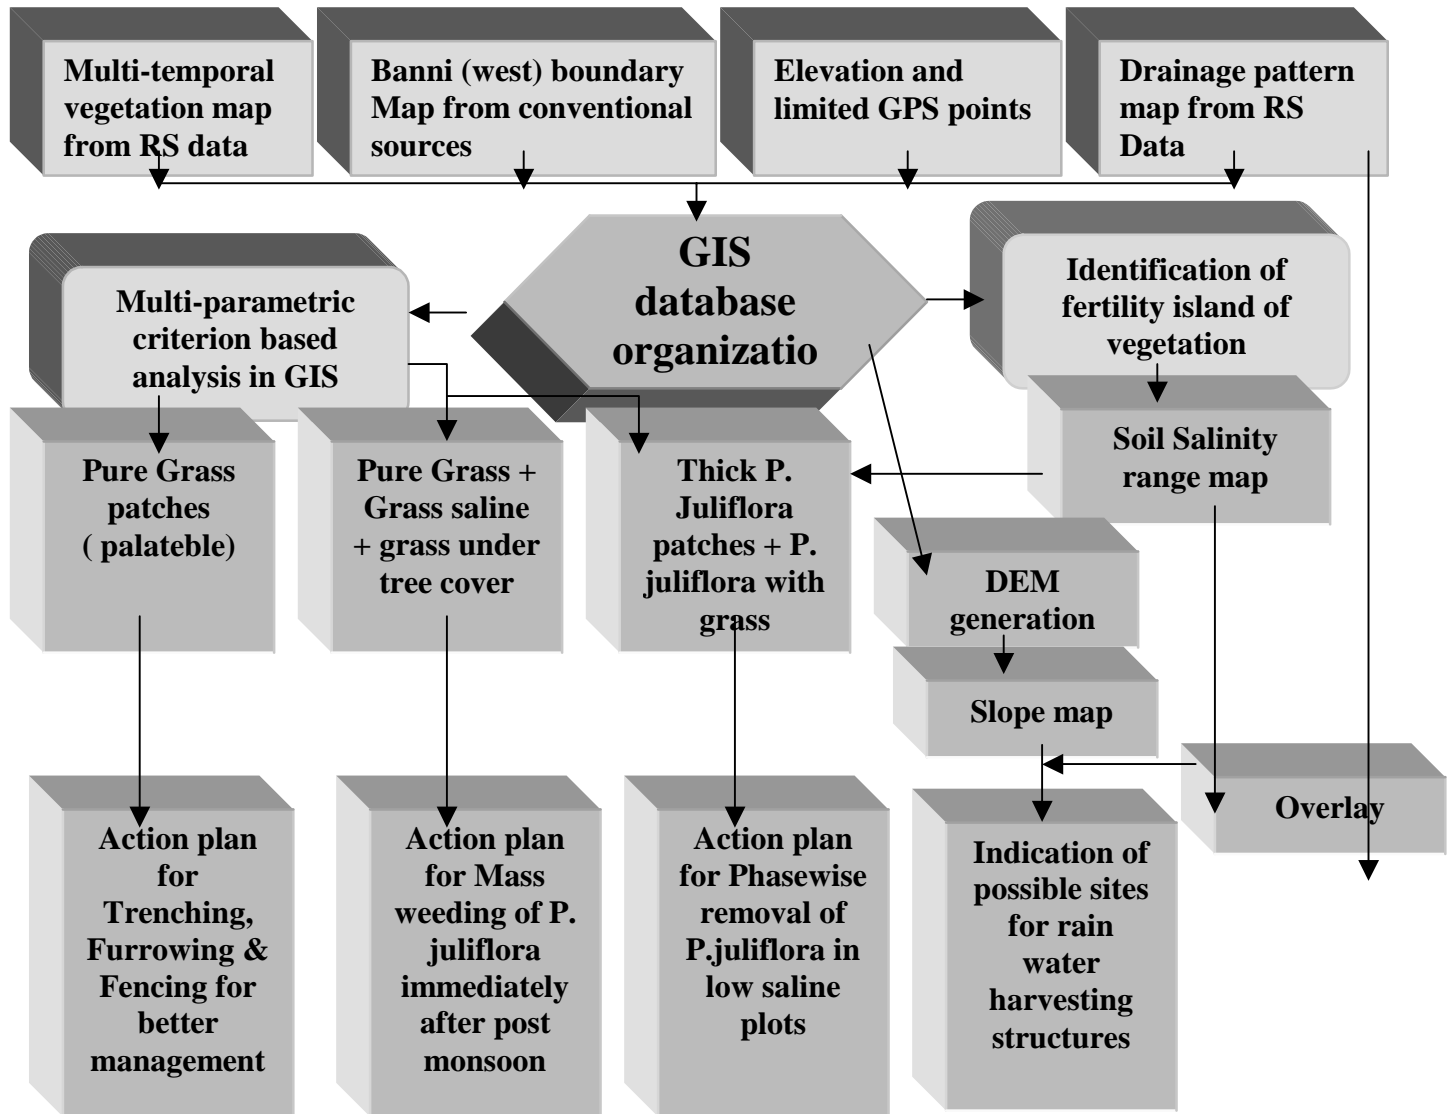 Multi-temporal
vegetation map
from RS data
Banni (west) boundary
Map from conventional
sources
Elevation and
limited GPS points
Drainage pattern
map from RS
Data
GIS
database
organizatio
Identification of
fertility island of
vegetation
Multi-parametric
criterion based
analysis in GIS
Soil Salinity
range map
Pure Grass
patches
( palateble)
Pure Grass +
Grass saline
+ grass under
tree cover
Thick P.
Juliflora
patches + P.
juliflora with
grass
DEM
generation
Slope map
Overlay
Action plan
for
Trenching,
Furrowing &
Fencing for
better
management
Action plan
for Mass
weeding of P.
juliflora
immediately
after post
monsoon
Action plan
for Phasewise
removal of
P.juliflora in
low saline
plots
Indication of
possible sites
for rain
water
harvesting
structures